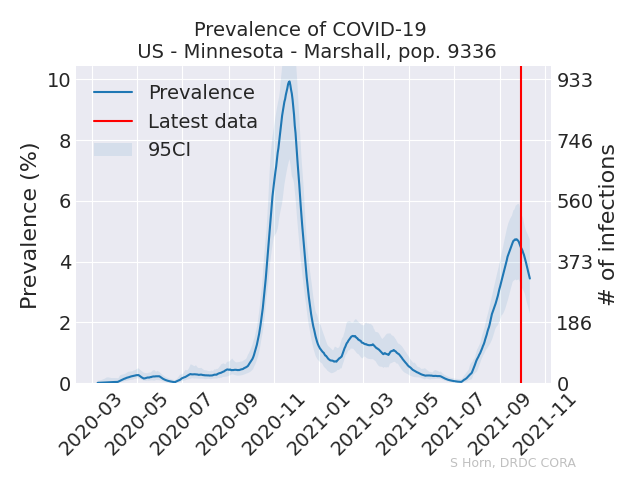 Prevalence of COVID-19
US - Minnesota - Marshall, pop. 9336
Prevalence (%)
10
8
6
4
2
0
Prevalence
Latest data
95CI
933
746
560
373
186
0
# of infections
2020-03
2020-05
2020-07
2020-09
2020-11
2021-01
2021-03
2021-05
2021-07
2021-09
2021-11
S Horn, DRDC CORA